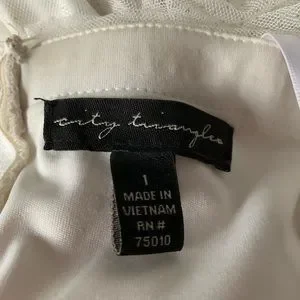 city triangles
1
MADE IN
VIETNAM
RN #
75010